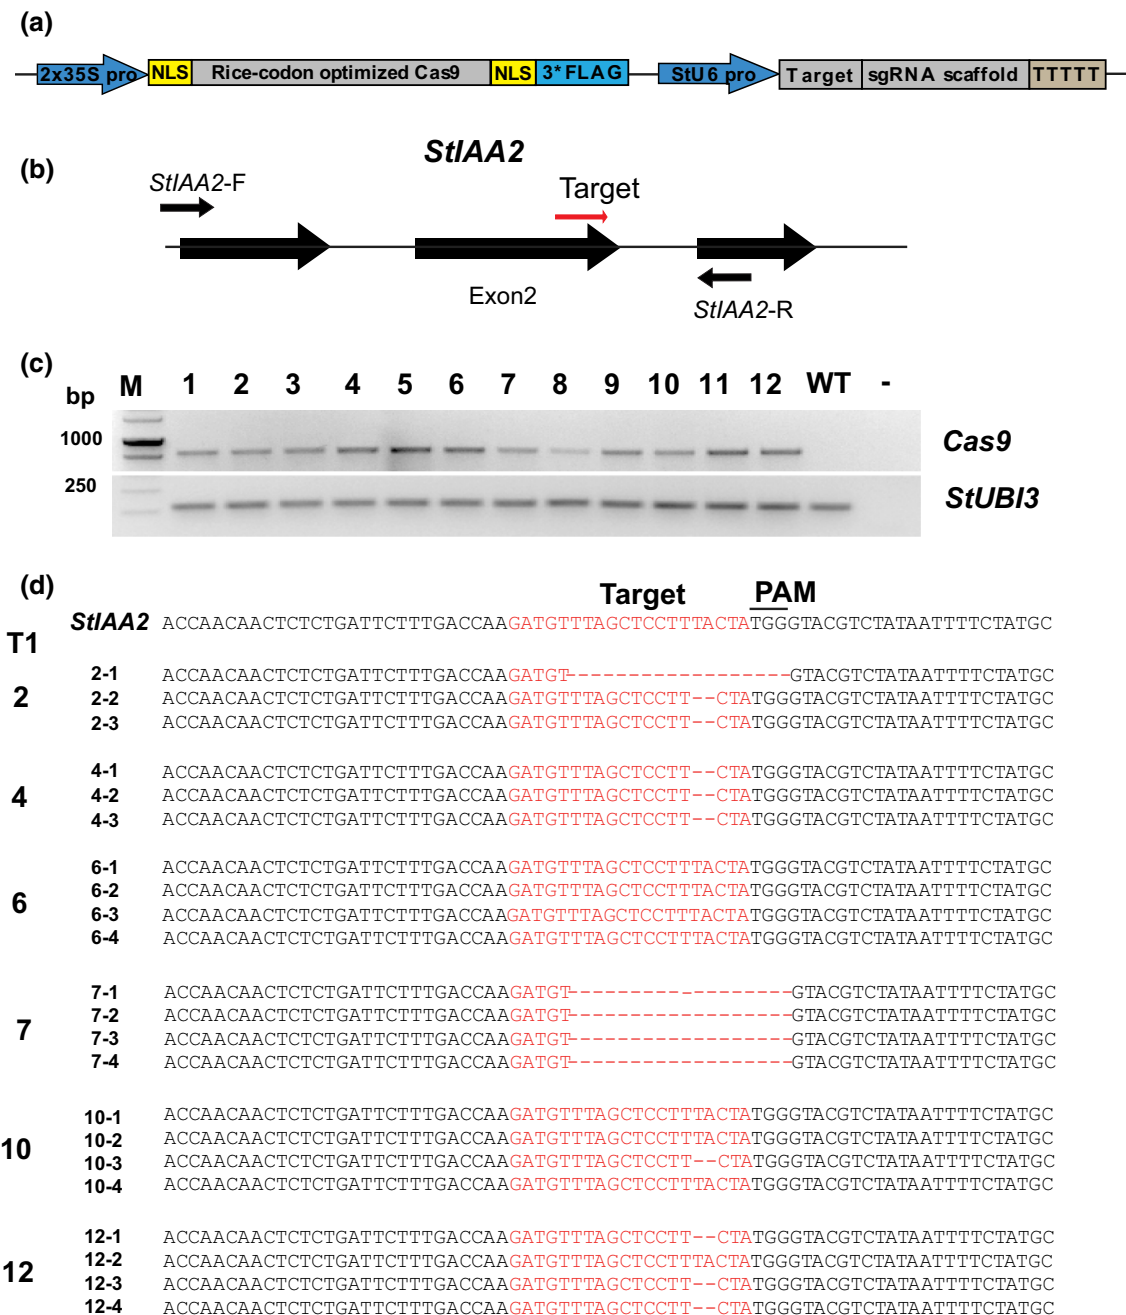 (a)
2x35S pro NLS Rice-codon optimized Cas9 NLS 3*FLAG StU6 pro Target sgRNA scaffold TTTTT
(b)
StIAA2
StIAA2-F
Target
Exon2
StIAA2-R
(c)
bp M 1 2 3 4 5 6 7 8 9 10 11 12 WT -
1000
Cas9
250
StUBI3
(d)
Target PAM
StIAA2 ACCAACAACTCTCTGATTCTTTGACCAAGATGTTTAGCTCCTTTACTATGGGTACGTCTATAATTTTCTATGC
T1
2
2-1 ACCAACAACTCTCTGATTCTTTGACCAAGATGT------------------GTACGTCTATAATTTTCTATGC
2-2 ACCAACAACTCTCTGATTCTTTGACCAAGATGTTTAGCTCCTT--CTATGGGTACGTCTATAATTTTCTATGC
2-3 ACCAACAACTCTCTGATTCTTTGACCAAGATGTTTAGCTCCTT--CTATGGGTACGTCTATAATTTTCTATGC
4
4-1 ACCAACAACTCTCTGATTCTTTGACCAAGATGTTTAGCTCCTT--CTATGGGTACGTCTATAATTTTCTATGC
4-2 ACCAACAACTCTCTGATTCTTTGACCAAGATGTTTAGCTCCTT--CTATGGGTACGTCTATAATTTTCTATGC
4-3 ACCAACAACTCTCTGATTCTTTGACCAAGATGTTTAGCTCCTT--CTATGGGTACGTCTATAATTTTCTATGC
6
6-1 ACCAACAACTCTCTGATTCTTTGACCAAGATGTTTAGCTCCTTTACTATGGGTACGTCTATAATTTTCTATGC
6-2 ACCAACAACTCTCTGATTCTTTGACCAAGATGTTTAGCTCCTTTACTATGGGTACGTCTATAATTTTCTATGC
6-3 ACCAACAACTCTCTGATTCTTTGACCAAGATGTTTAGCTCCTTTACTATGGGTACGTCTATAATTTTCTATGC
6-4 ACCAACAACTCTCTGATTCTTTGACCAAGATGTTTAGCTCCTTTACTATGGGTACGTCTATAATTTTCTATGC
7
7-1 ACCAACAACTCTCTGATTCTTTGACCAAGATGT------------------GTACGTCTATAATTTTCTATGC
7-2 ACCAACAACTCTCTGATTCTTTGACCAAGATGT------------------GTACGTCTATAATTTTCTATGC
7-3 ACCAACAACTCTCTGATTCTTTGACCAAGATGT------------------GTACGTCTATAATTTTCTATGC
7-4 ACCAACAACTCTCTGATTCTTTGACCAAGATGT------------------GTACGTCTATAATTTTCTATGC
10
10-1 ACCAACAACTCTCTGATTCTTTGACCAAGATGTTTAGCTCCTTTACTATGGGTACGTCTATAATTTTCTATGC
10-2 ACCAACAACTCTCTGATTCTTTGACCAAGATGTTTAGCTCCTTTACTATGGGTACGTCTATAATTTTCTATGC
10-3 ACCAACAACTCTCTGATTCTTTGACCAAGATGTTTAGCTCCTT--CTATGGGTACGTCTATAATTTTCTATGC
10-4 ACCAACAACTCTCTGATTCTTTGACCAAGATGTTTAGCTCCTTTACTATGGGTACGTCTATAATTTTCTATGC
12
12-1 ACCAACAACTCTCTGATTCTTTGACCAAGATGTTTAGCTCCTT--CTATGGGTACGTCTATAATTTTCTATGC
12-2 ACCAACAACTCTCTGATTCTTTGACCAAGATGTTTAGCTCCTTTACTATGGGTACGTCTATAATTTTCTATGC
12-3 ACCAACAACTCTCTGATTCTTTGACCAAGATGTTTAGCTCCTT--CTATGGGTACGTCTATAATTTTCTATGC
12-4 ACCAACAACTCTCTGATTCTTTGACCAAGATGTTTAGCTCCTT--CTATGGGTACGTCTATAATTTTCTATGC